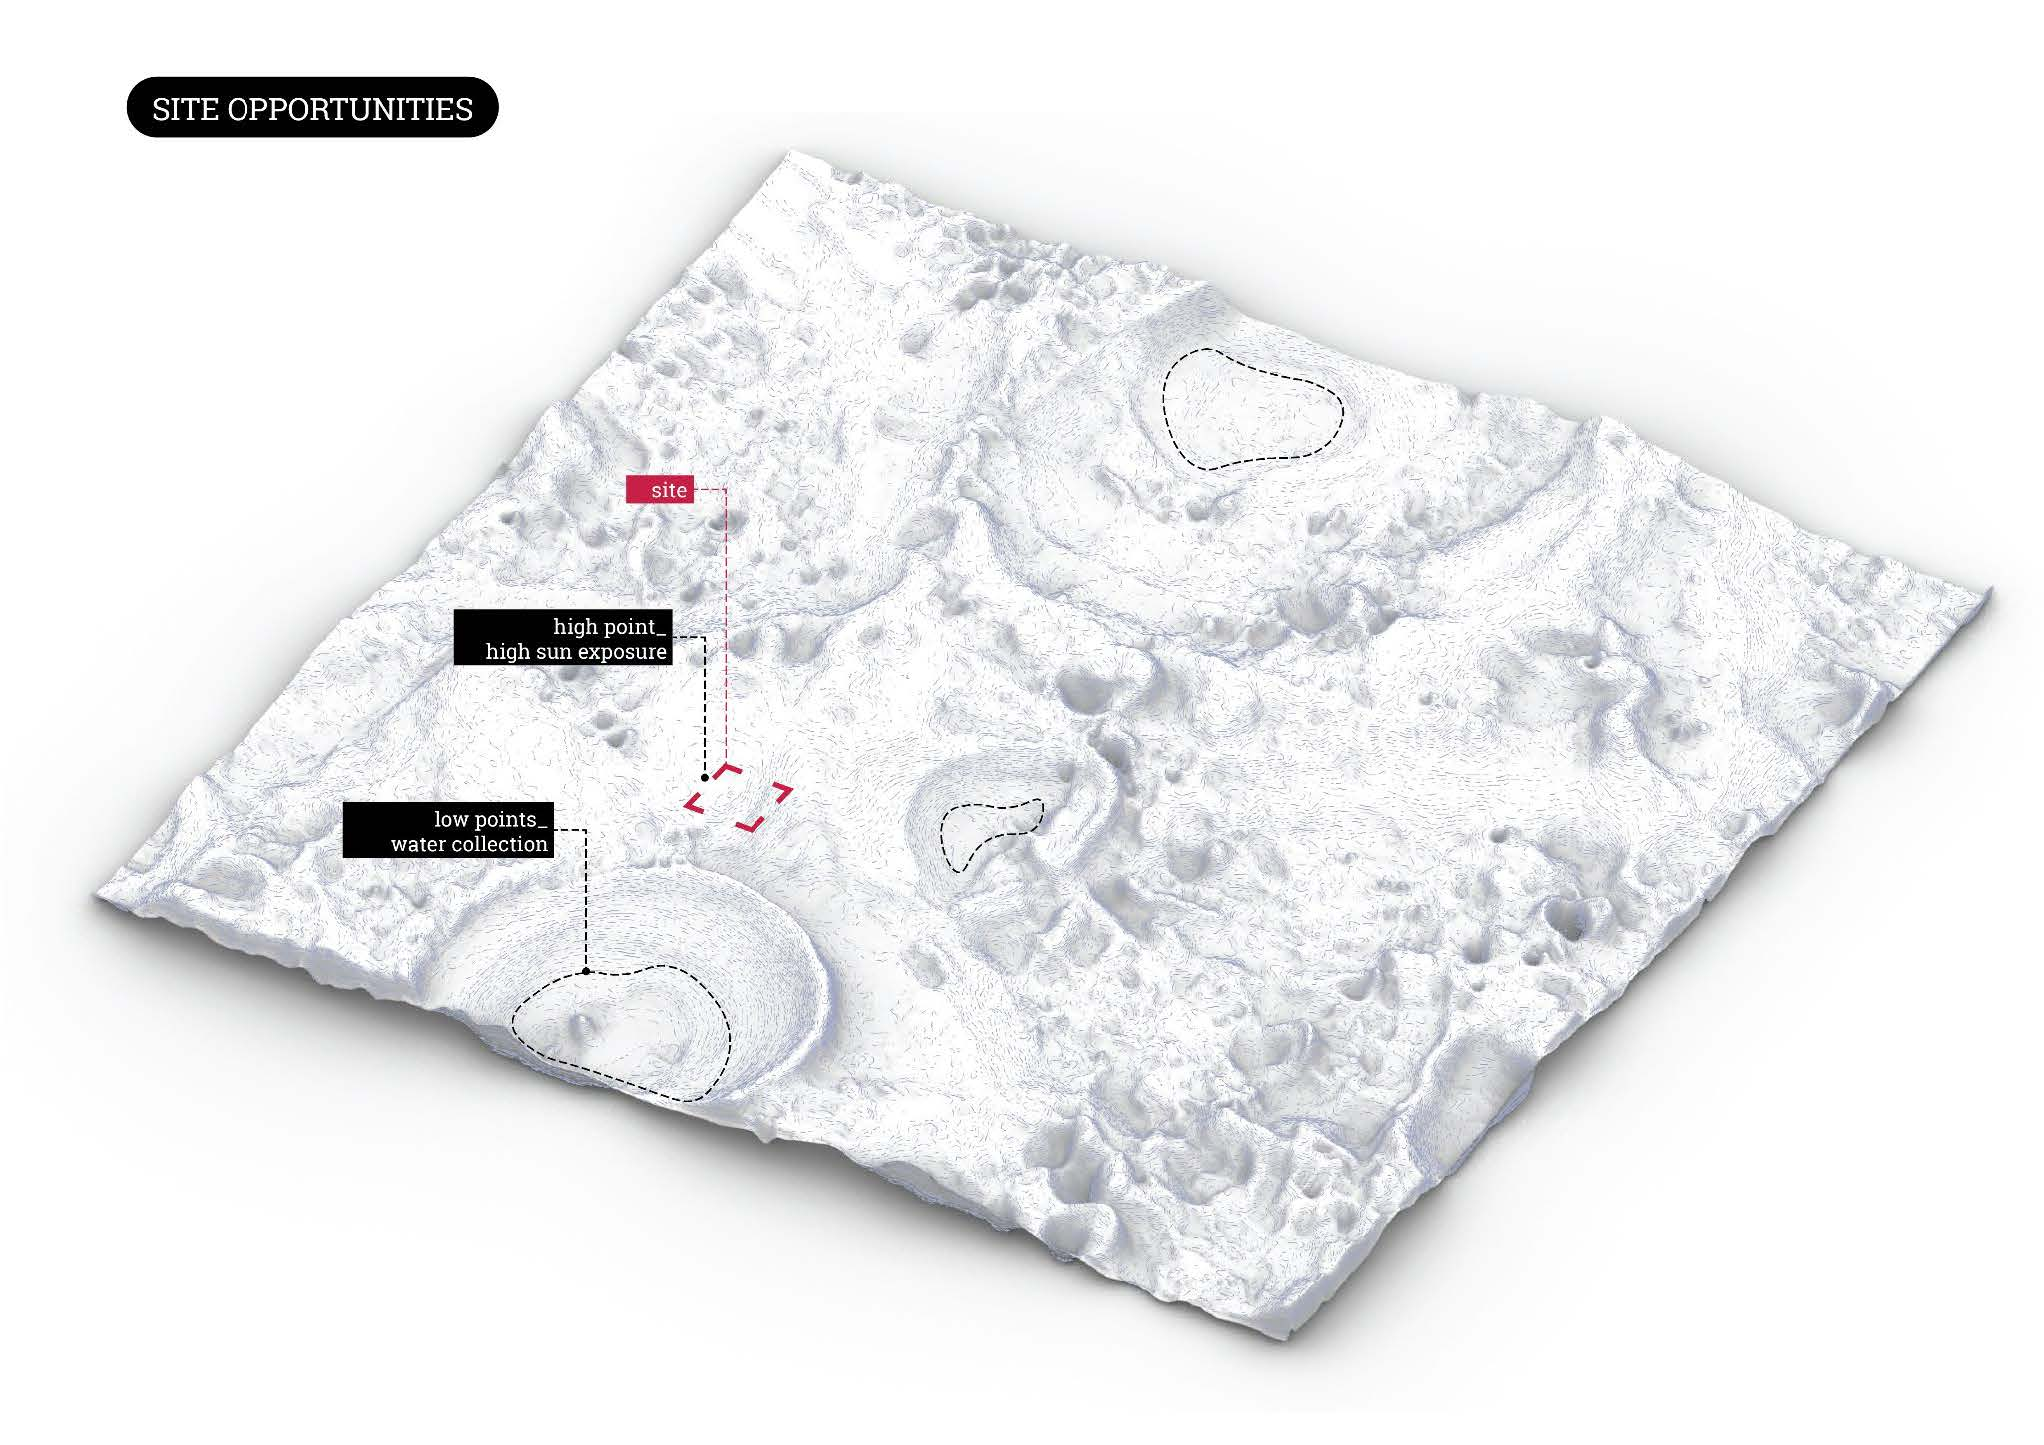 SITE OPPORTUNITIES
site
high point_
high sun exposure
low points_
water collection